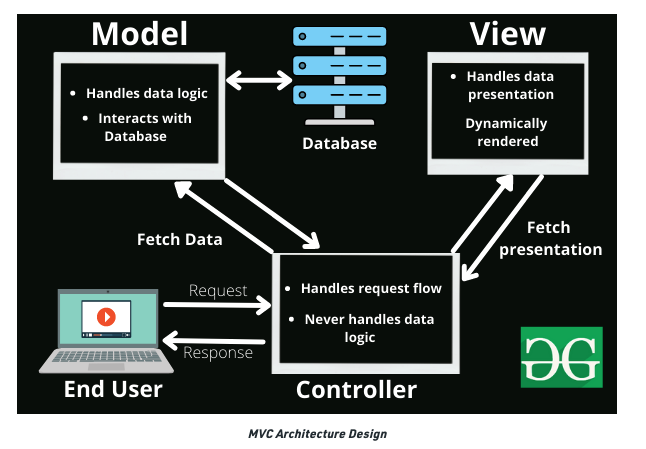 Model
View
Handles data logic
Interacts with
Database
Database
Handles data
presentation
Dynamically
rendered
Fetch Data
Fetch
presentation
Request
Response
Handles request flow
Never handles data
logic
End User
Controller
GG
MVC Architecture Design